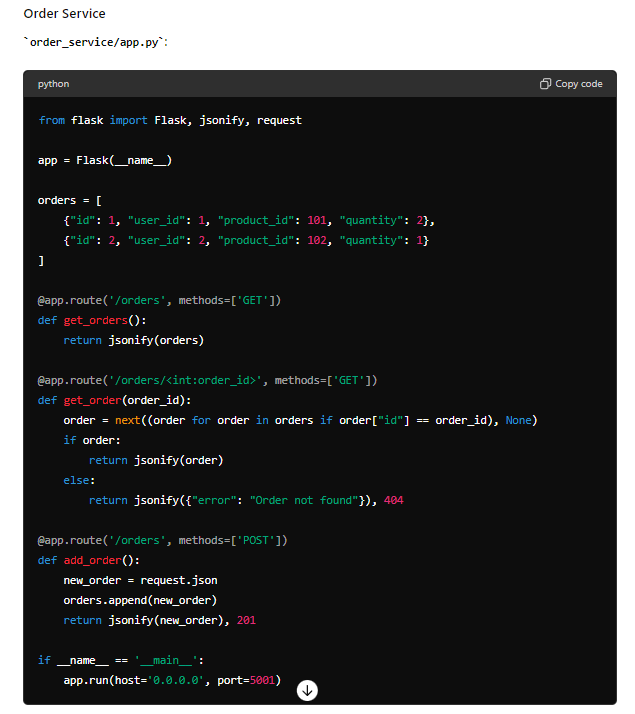 Order Service
`order_service/app.py`:
python
Copy code
from flask import Flask, jsonify, request
app = Flask(__name__)
orders = [
    {"id": 1, "user_id": 1, "product_id": 101, "quantity": 2},
    {"id": 2, "user_id": 2, "product_id": 102, "quantity": 1}
]
@app.route('/orders', methods=['GET'])
def get_orders():
    return jsonify(orders)
@app.route('/orders/<int:order_id>', methods=['GET'])
def get_order(order_id):
    order = next((order for order in orders if order["id"] == order_id), None)
    if order:
        return jsonify(order)
    else:
        return jsonify({"error": "Order not found"}), 404
@app.route('/orders', methods=['POST'])
def add_order():
    new_order = request.json
    orders.append(new_order)
    return jsonify(new_order), 201
if __name__ == '__main__':
    app.run(host='0.0.0.0', port=5001)